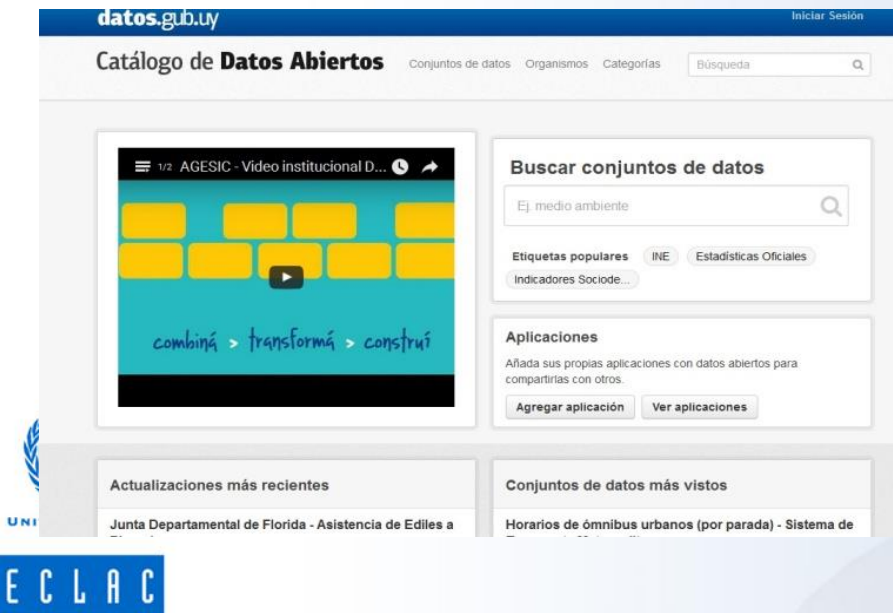 datos.gub.uy
Iniciar Sesión
Catálogo de Datos Abiertos
Conjuntos de datos Organismos Categorías
Búsqueda
1/2 AGESIC - Video institucional D...
combiná > transformá > construí
Buscar conjuntos de datos
Ej. medio ambiente
Etiquetas populares INE Estadísticas Oficiales
Indicadores Sociode...
Aplicaciones
Añada sus propias aplicaciones con datos abiertos para
compartirlas con otros.
Agregar aplicación Ver aplicaciones
Actualizaciones más recientes
Junta Departamental de Florida - Asistencia de Ediles a
Conjuntos de datos más vistos
Horarios de ómnibus urbanos (por parada) - Sistema de
UNI
ECLAC